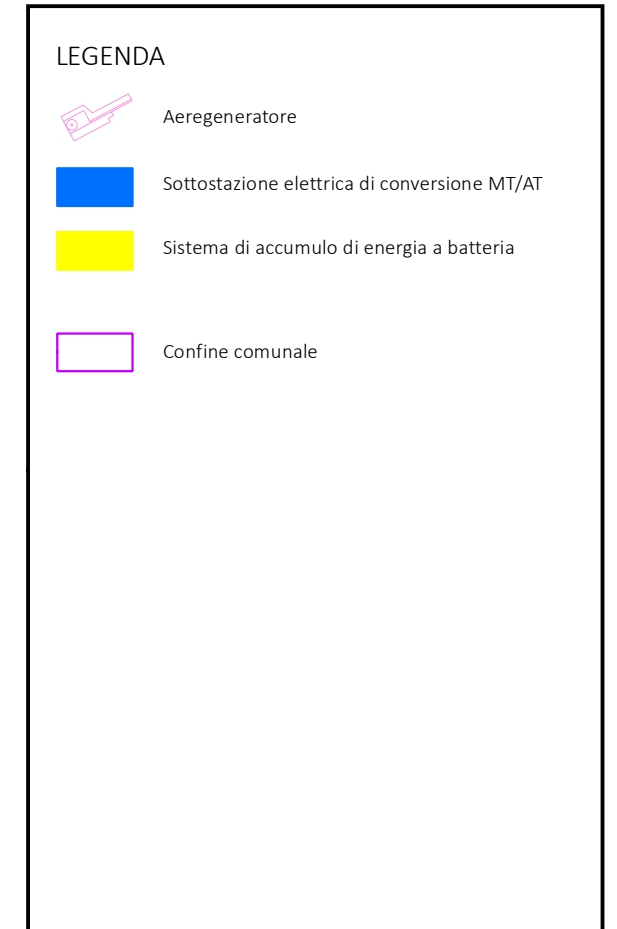 LEGENDA
Aeregeneratore
Sottostazione elettrica di conversione MT/AT
Sistema di accumulo di energia a batteria
Confine comunale